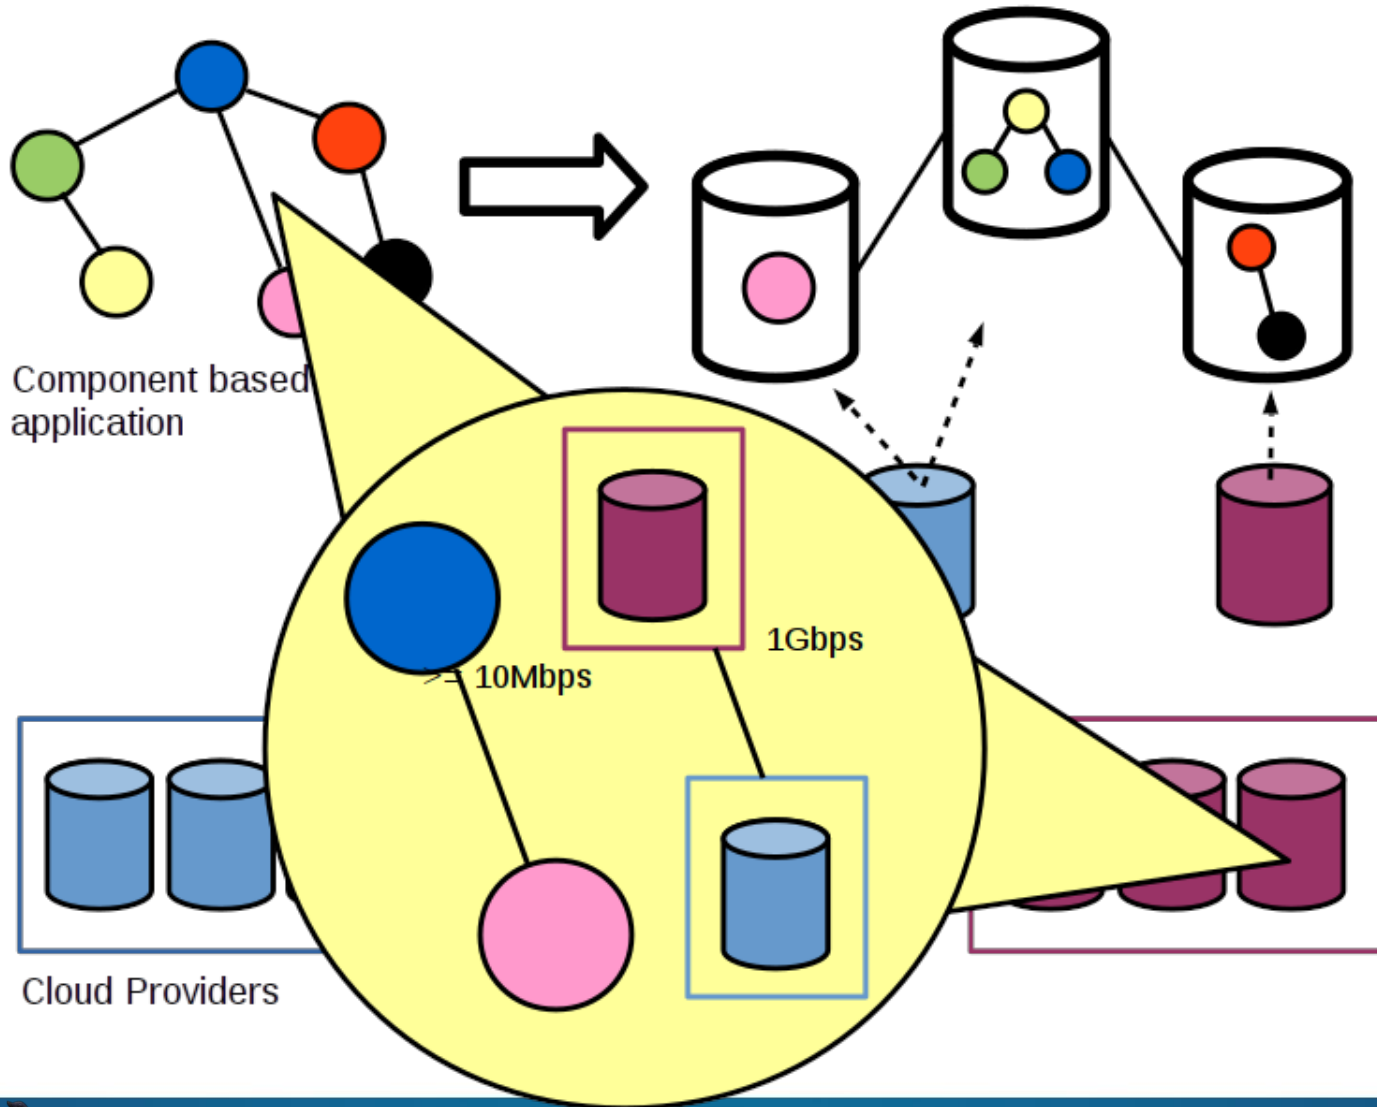 Component based
application
1Gbps
>= 10Mbps
Cloud Providers